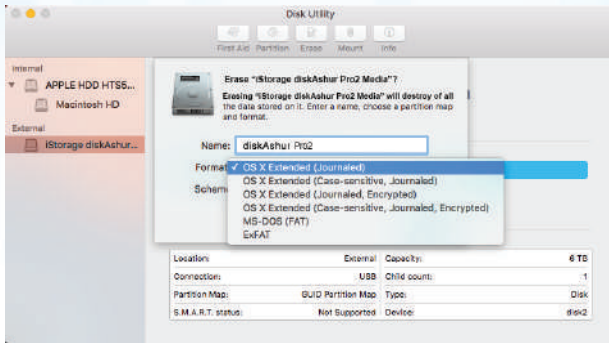 Disk Utility
First Aid Partition Erase Mount Info
Internal
APPLE HDD HTS5...
Macintosh HD
External
iStorage diskAshur...
Erase "iStorage diskAshur Pro2 Media"?
Erasing "iStorage diskAshur Pro2 Media" will destroy all of
the data stored on it. Enter a name, choose a partition map
and format.
Name: diskAshur Pro2
Format ✓ OS X Extended (Journaled)
OS X Extended (Case-sensitive, Journaled)
Schem
OS X Extended (Journaled, Encrypted)
OS X Extended (Case-sensitive, Journaled, Encrypted)
MS-DOS (FAT)
ExFAT
Location: External Capacity: 6 TB
Connection: USB Child count: 1
Partition Map: GUID Partition Map Type: Disk
S.M.A.R.T. status: Not Supported Device: disk2